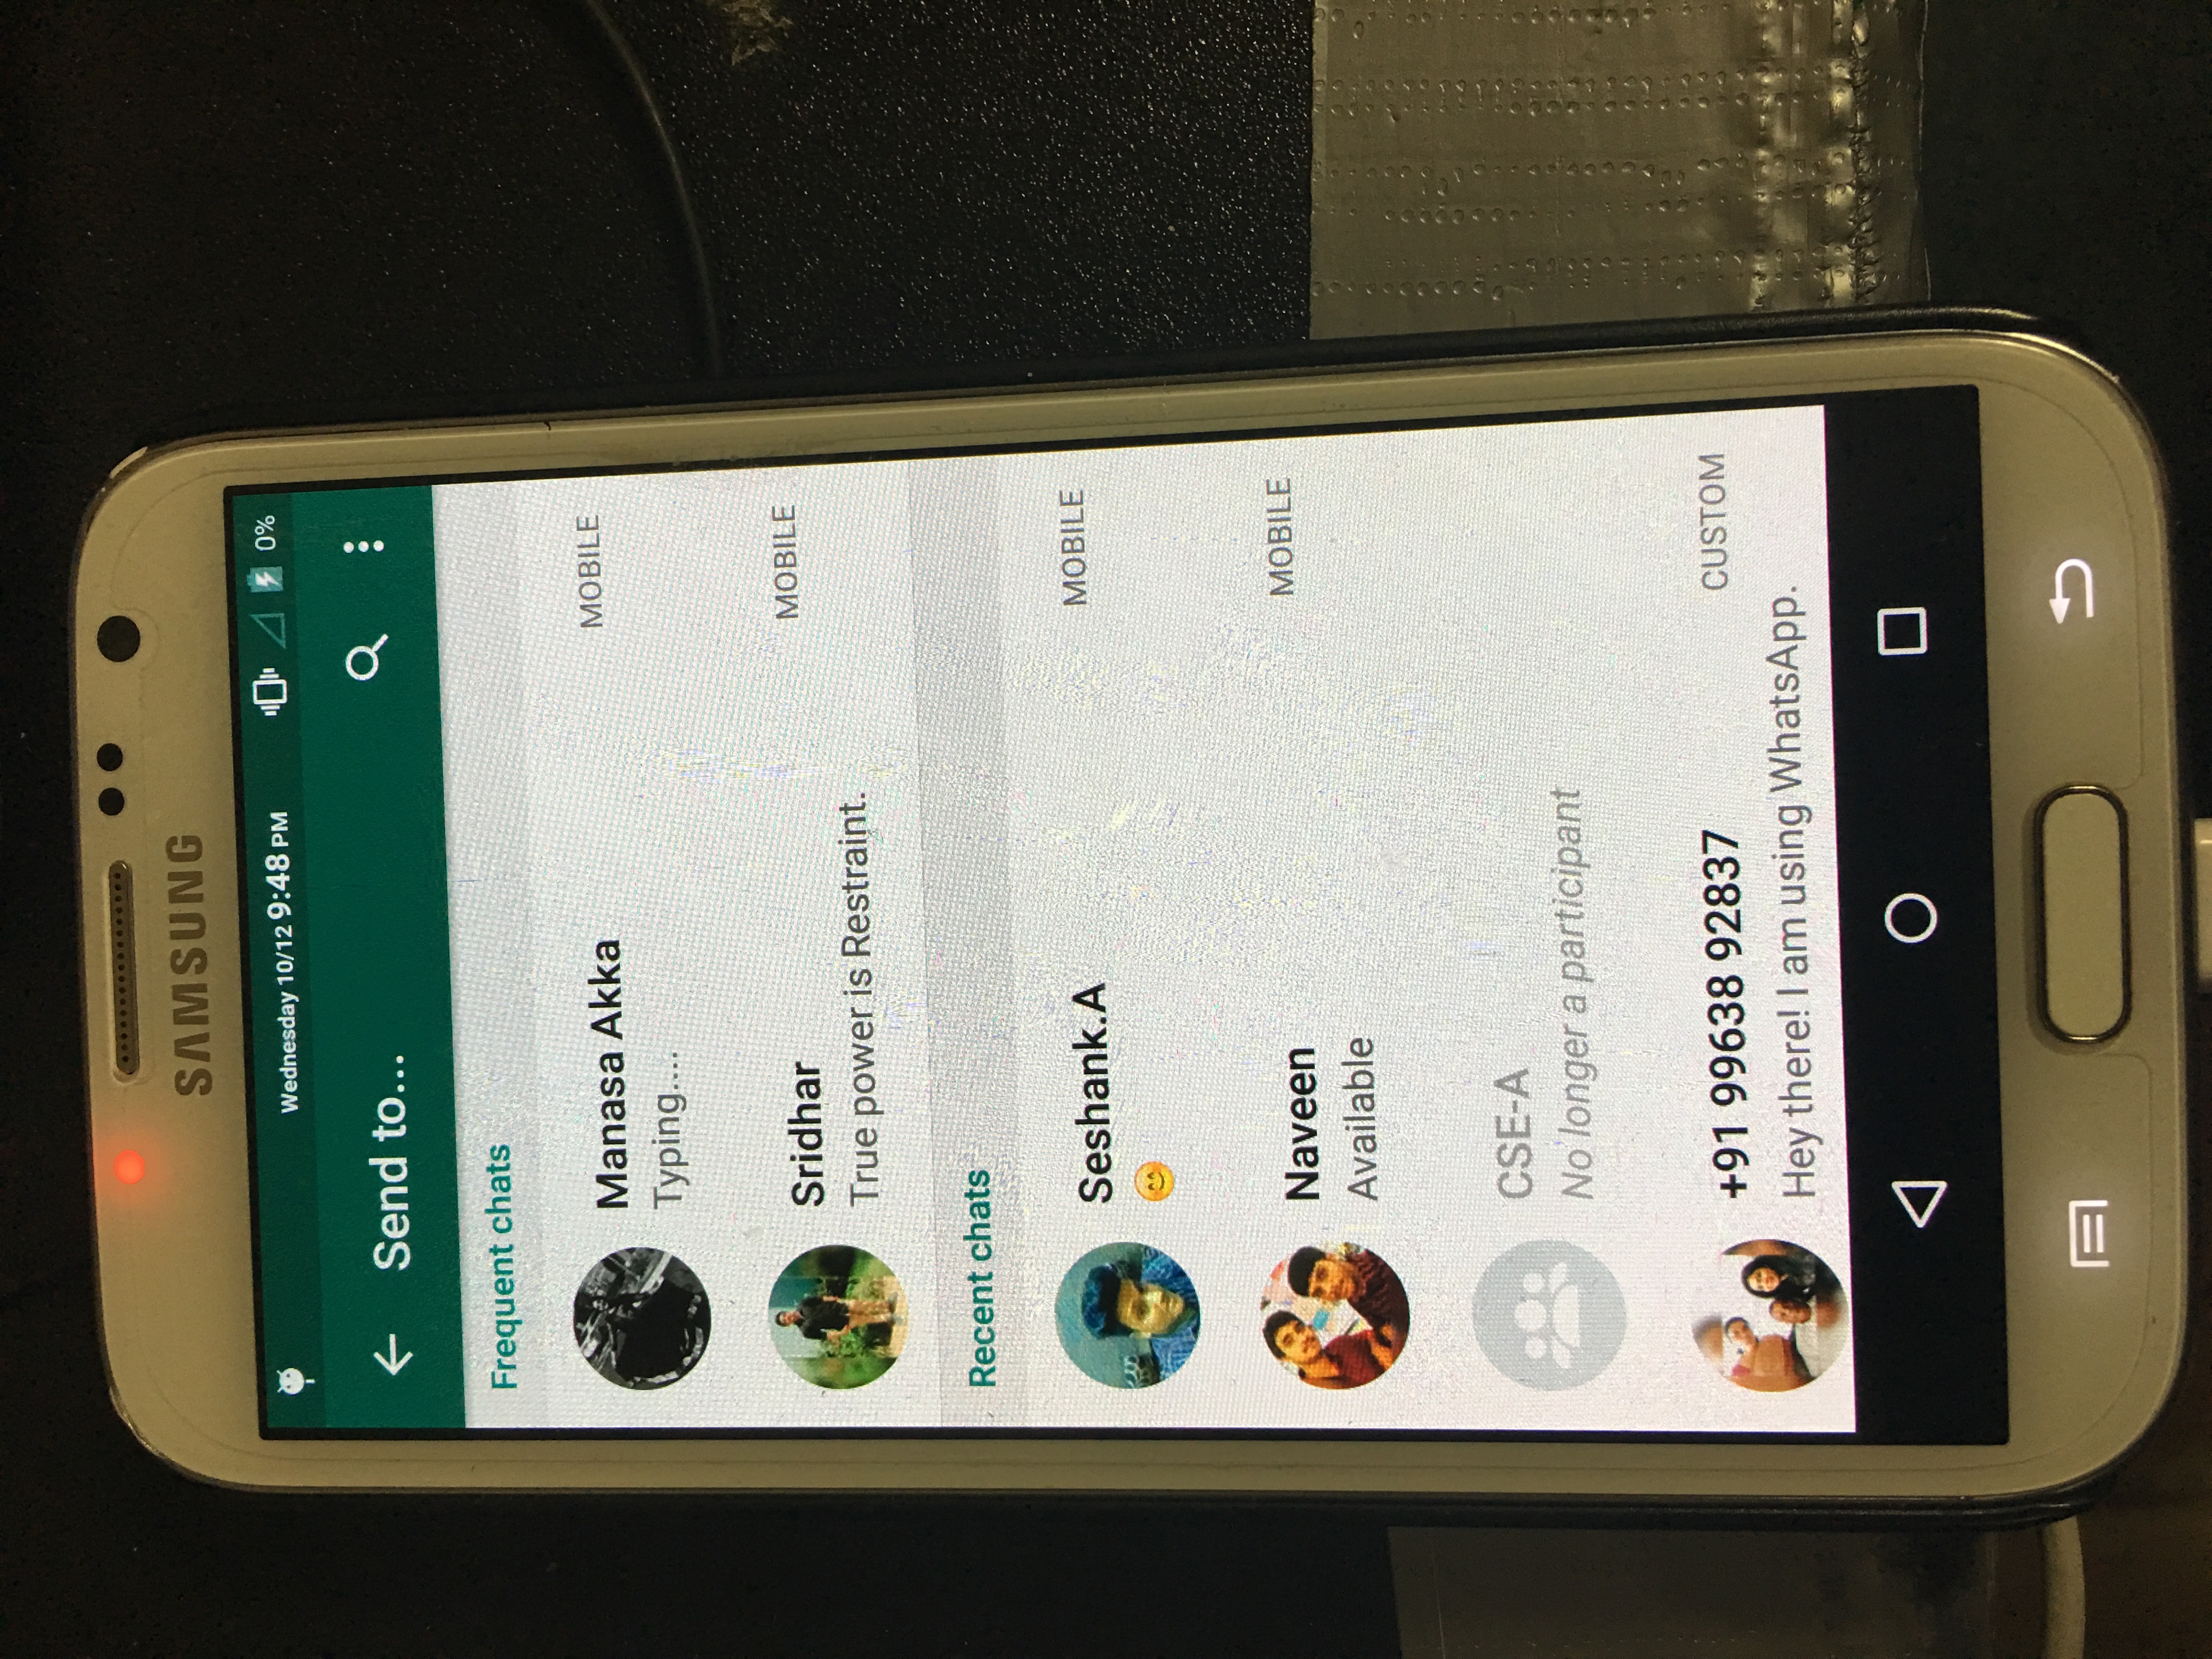 SAMSUNG
Wednesday 10/12 9:48 PM 0%
Send to...
Frequent chats
Manasa Akka MOBILE
Typing....
Sridhar MOBILE
True power is Restraint.
Recent chats
Seshank.A MOBILE
😊
Naveen MOBILE
Available
CSE-A
No longer a participant
+91 99638 92837 CUSTOM
Hey there! I am using WhatsApp.